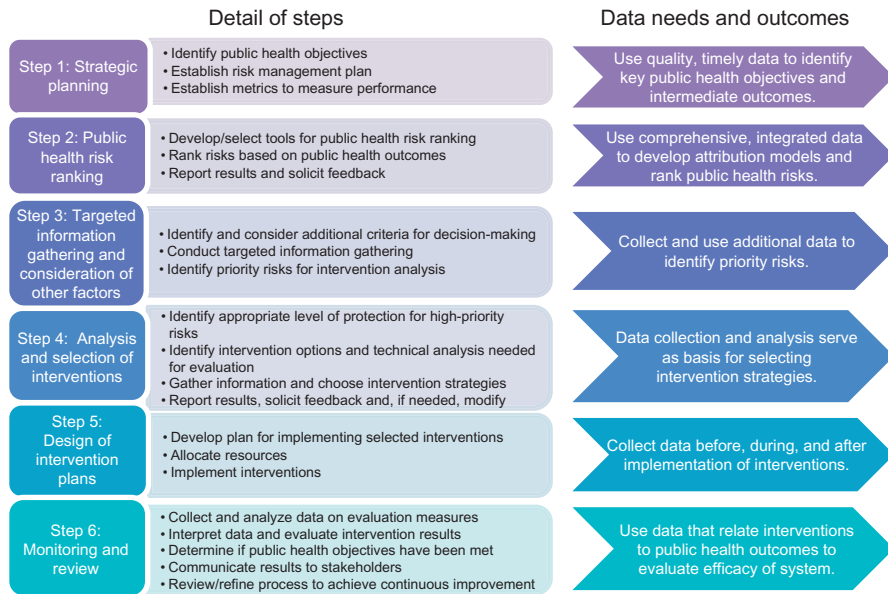 Detail of steps
Data needs and outcomes
Step 1: Strategic
planning
• Identify public health objectives
• Establish risk management plan
• Establish metrics to measure performance
Use quality, timely data to identify
key public health objectives and
intermediate outcomes.
Step 2: Public
health risk
ranking
• Develop/select tools for public health risk ranking
• Rank risks based on public health outcomes
• Report results and solicit feedback
Use comprehensive, integrated data
to develop attribution models and
rank public health risks.
Step 3: Targeted
information
gathering and
consideration of
other factors
• Identify and consider additional criteria for decision-making
• Conduct targeted information gathering
• Identify priority risks for intervention analysis
Collect and use additional data to
identify priority risks.
Step 4: Analysis
and selection of
interventions
• Identify appropriate level of protection for high-priority
risks
• Identify intervention options and technical analysis needed
for evaluation
• Gather information and choose intervention strategies
• Report results, solicit feedback and, if needed, modify
Data collection and analysis serve
as basis for selecting
intervention strategies.
Step 5:
Design of
intervention
plans
• Develop plan for implementing selected interventions
• Allocate resources
• Implement interventions
Collect data before, during, and after
implementation of interventions.
Step 6:
Monitoring and
review
• Collect and analyze data on evaluation measures
• Interpret data and evaluate intervention results
• Determine if public health objectives have been met
• Communicate results to stakeholders
• Review/refine process to achieve continuous improvement
Use data that relate interventions
to public health outcomes to
evaluate efficacy of system.